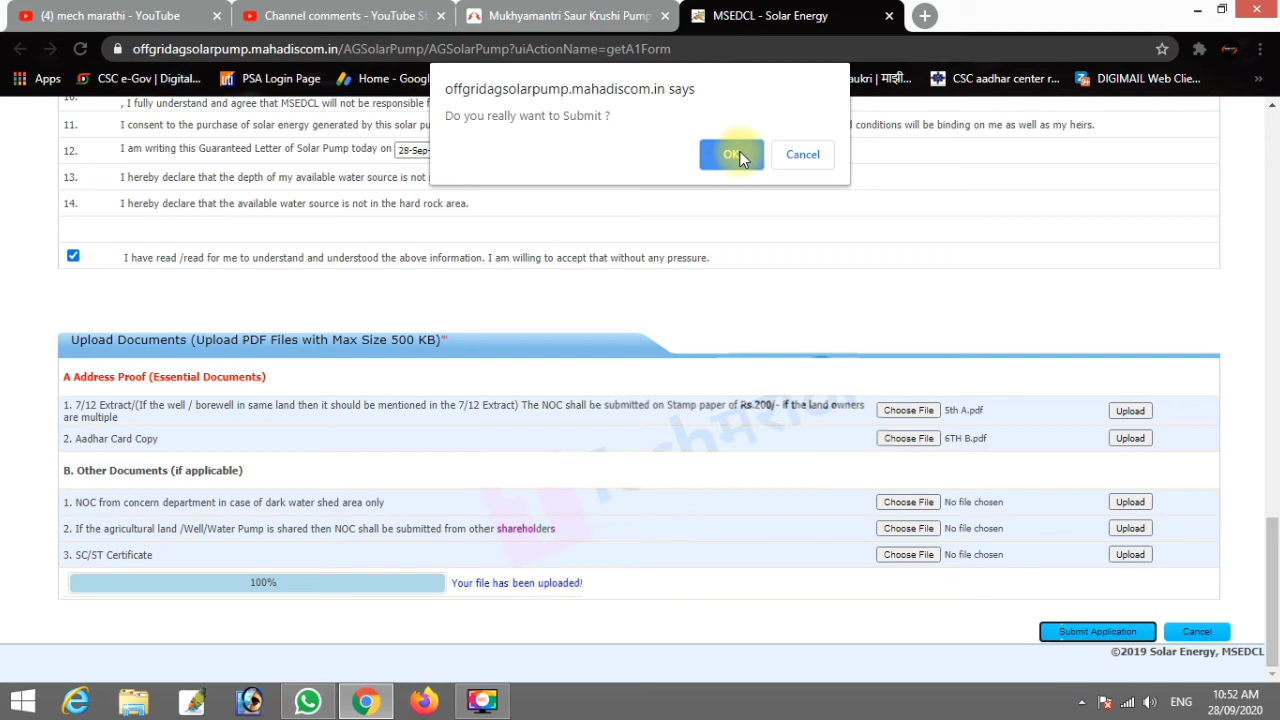 (4) mech marathi - YouTube
Channel comments - YouTube St
Mukhyamantri Saur Krushi Pump
MSEDCL - Solar Energy
offgridagsolarpump.mahadiscom.in/AGSolarPump/AGSolarPump?uiActionName=getA1Form
Apps
CSC e-Gov | Digital...
PSA Login Page
Home - Googl
aukri | माझी...
CSC aadhar center r...
DIGIMAIL Web Clie...
»
offgridagsolarpump.mahadiscom.in says
Do you really want to Submit ?
OK
Cancel
10.
, I fully understand and agree that MSEDCL will not be responsible f
11. I consent to the purchase of solar energy generated by this solar pu
d conditions will be binding on me as well as my heirs.
12. I am writing this Guaranteed Letter of Solar Pump today on 28-Sep-
13. I hereby declare that the depth of my available water source is not
14. I hereby declare that the available water source is not in the hard rock area.
I have read /read for me to understand and understood the above information. I am willing to accept that without any pressure.
Upload Documents (Upload PDF Files with Max Size 500 KB)*
A Address Proof (Essential Documents)
1. 7/12 Extract/(If the well / borewell in same land then it should be mentioned in the 7/12 Extract) The NOC shall be submitted on Stamp paper of Rs.200/- if the land owners
are multiple
Choose File 5th A.pdf Upload
2. Aadhar Card Copy Choose File 6TH B.pdf Upload
B. Other Documents (if applicable)
1. NOC from concern department in case of dark water shed area only Choose File No file chosen Upload
2. If the agricultural land /Well/Water Pump is shared then NOC shall be submitted from other shareholders Choose File No file chosen Upload
3. SC/ST Certificate Choose File No file chosen Upload
100% Your file has been uploaded!
Submit Application Cancel
©2019 Solar Energy, MSEDCL
ENG
10:52 AM
28/09/2020